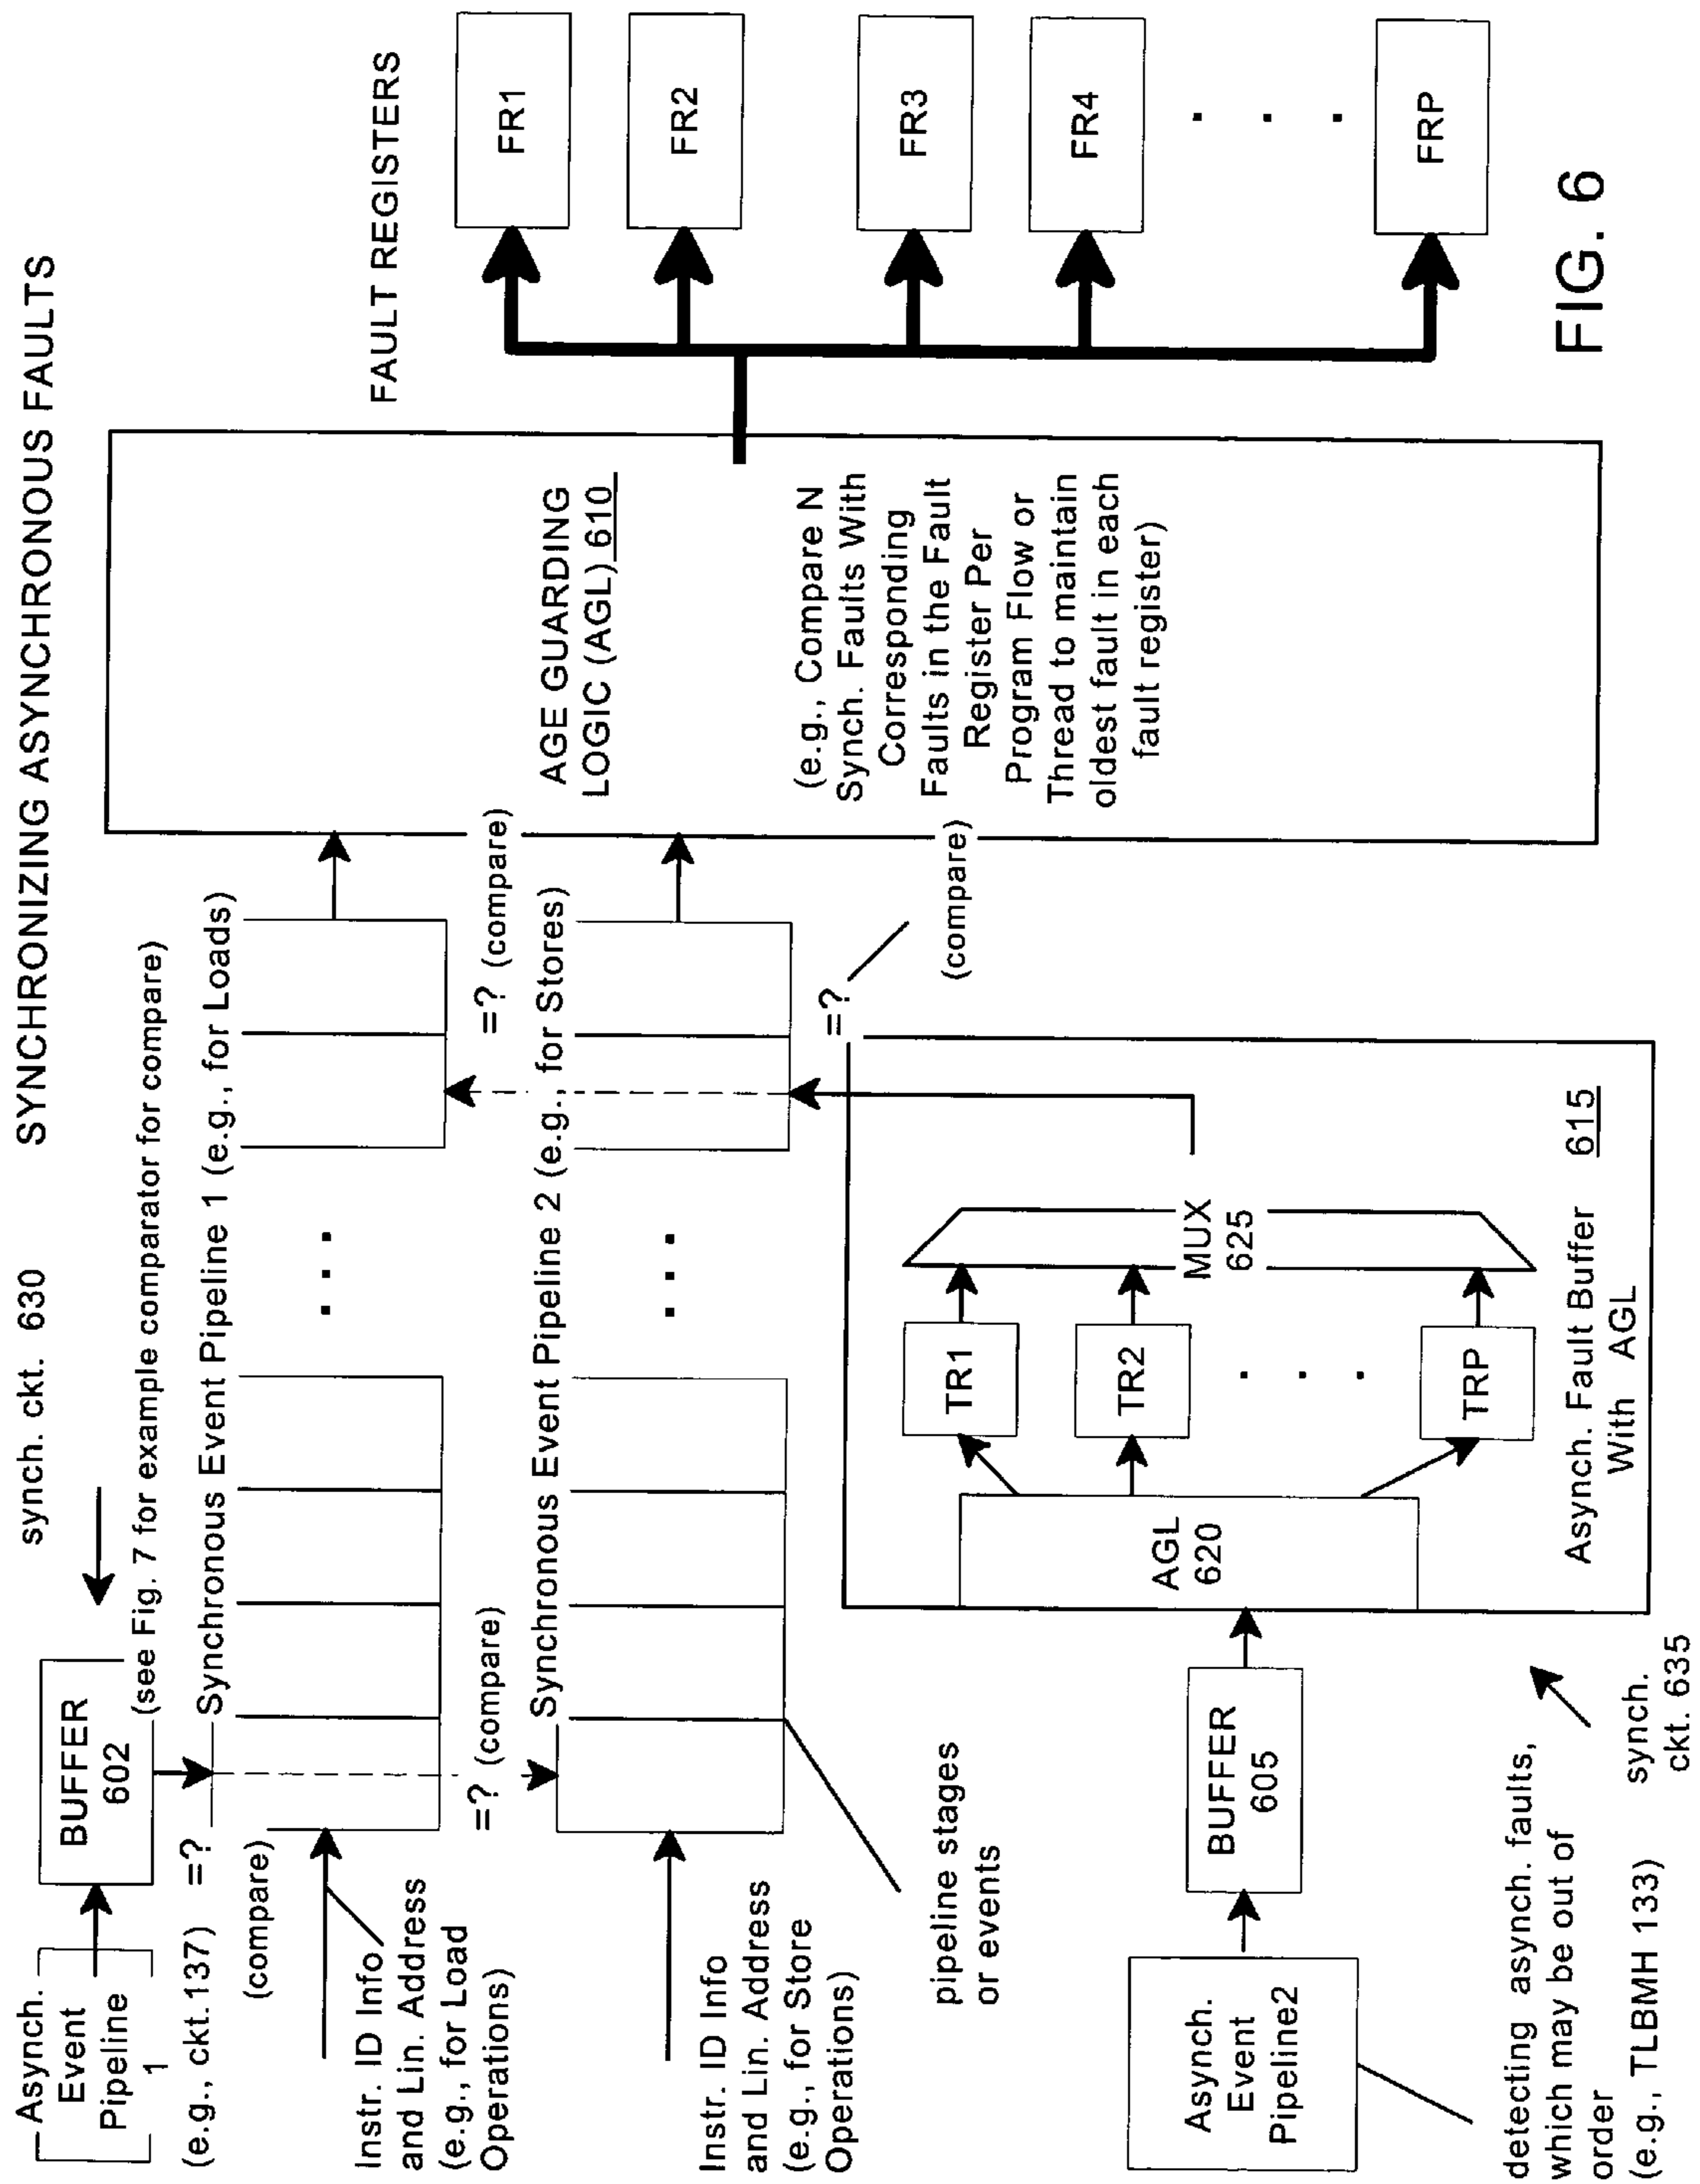 SYNCHRONIZING ASYNCHRONOUS FAULTS
synch. ckt. 630
Asynch.
Event
Pipeline
1
(e.g., ckt.137)
BUFFER
602
(see Fig. 7 for example comparator for compare)
=?
(compare)
Synchronous Event Pipeline 1 (e.g., for Loads)
. . .
Instr. ID Info
and Lin. Address
(e.g., for Load
Operations)
=? (compare)
=? (compare)
Synchronous Event Pipeline 2 (e.g., for Stores)
. . .
Instr. ID Info
and Lin. Address
(e.g., for Store
Operations)
pipeline stages
or events
=?
(compare)
AGE GUARDING
LOGIC (AGL) 610
(e.g., Compare N
Synch. Faults With
Corresponding
Faults in the Fault
Register Per
Program Flow or
Thread to maintain
oldest fault in each
fault register)
FAULT REGISTERS
FR1
FR2
FR3
FR4
. . .
FRP
Asynch.
Event
Pipeline2
BUFFER
605
AGL
620
TR1
TR2
. . .
TRP
MUX
625
Asynch. Fault Buffer 615
With AGL
detecting asynch. faults,
which may be out of
order
(e.g., TLBMH 133)
synch.
ckt. 635
FIG. 6